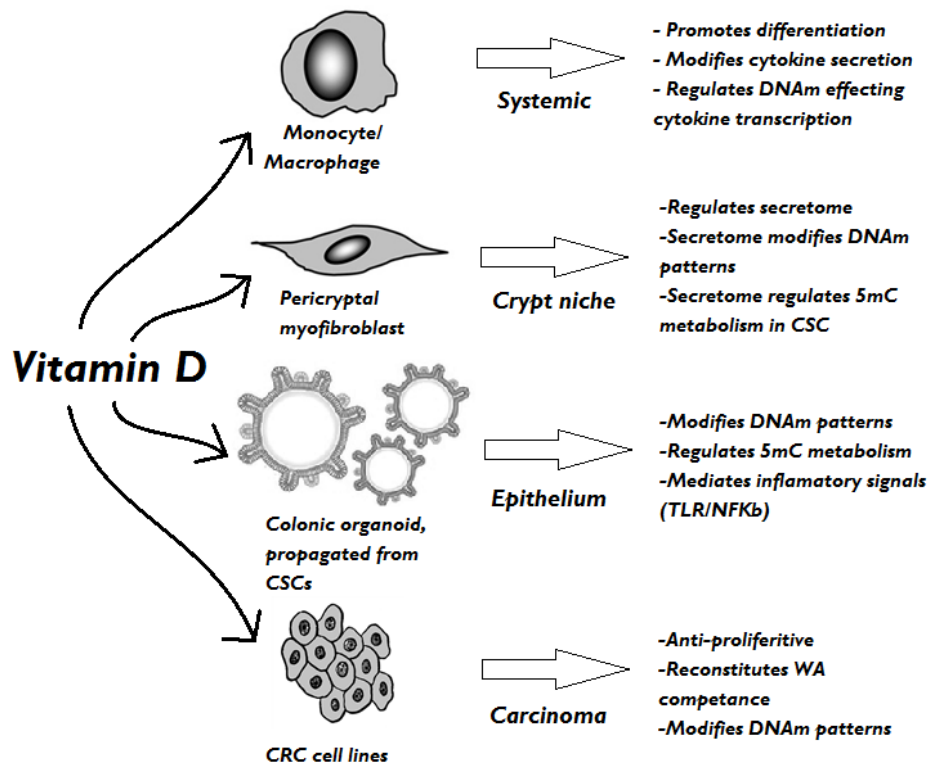 Vitamin D
Monocyte/
Macrophage
Systemic
- Promotes differentiation
- Modifies cytokine secretion
- Regulates DNAm effecting
cytokine transcription
Pericryptal
myofibroblast
Crypt niche
-Regulates secretome
-Secretome modifies DNAm
patterns
-Secretome regulates 5mC
metabolism in CSC
Colonic organoid,
propagated from
CSCs
Epithelium
-Modifies DNAm patterns
-Regulates 5mC metabolism
-Mediates inflamatory signals
(TLR/NFKb)
CRC cell lines
Carcinoma
-Anti-proliferitive
-Reconstitutes WA
competance
-Modifies DNAm patterns